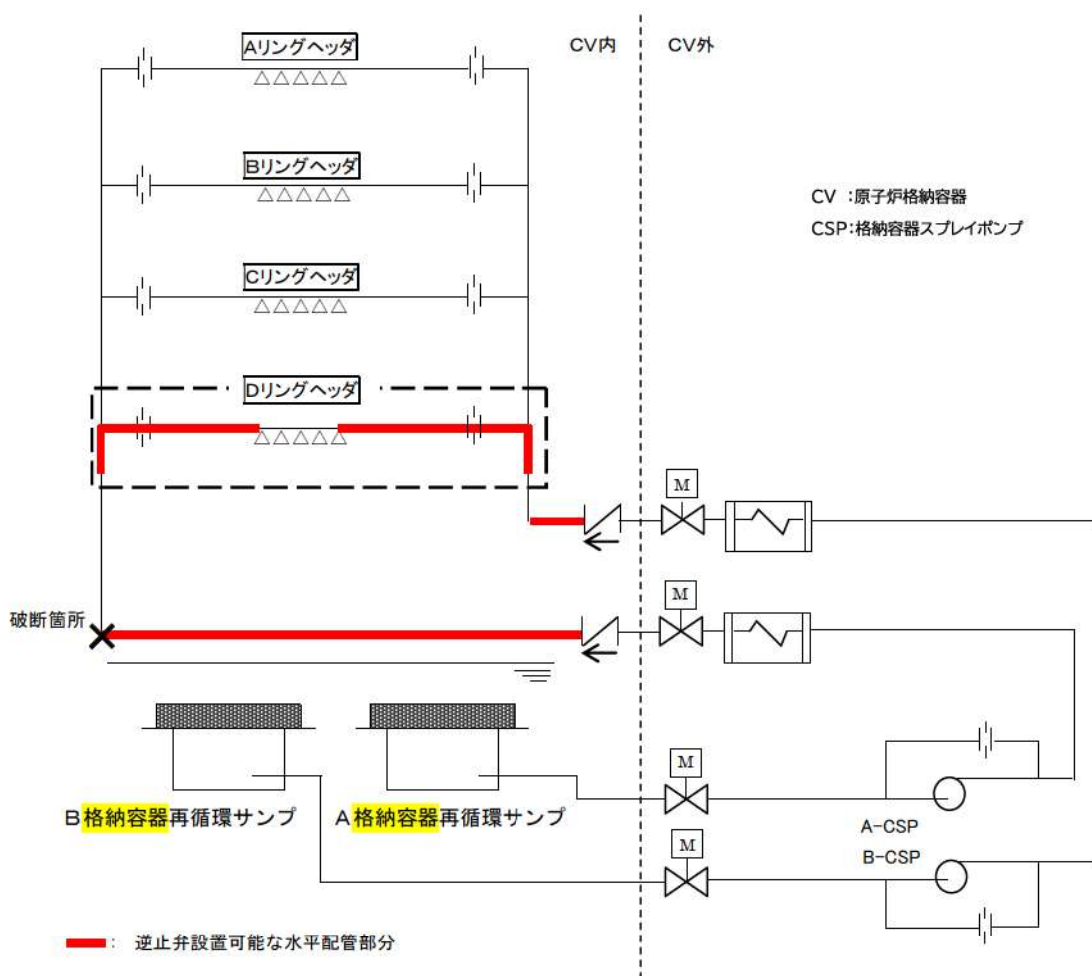 Aリングヘッダ
CV内
CV外
Bリングヘッダ
CV :原子炉格納容器
CSP:格納容器スプレイポンプ
Cリングヘッダ
Dリングヘッダ
M
破断箇所
M
M
B格納容器再循環サンプ
A格納容器再循環サンプ
A-CSP
M
B-CSP
: 逆止弁設置可能な水平配管部分